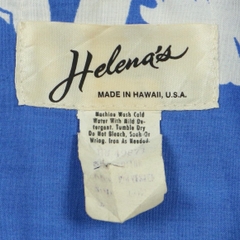 Helena's
MADE IN HAWAII, U.S.A.
Machine Wash Cold
Water With Mild De-
tergent. Tumble Dry
Do Not Bleach, Soak Or
Wring. Iron As Needed.